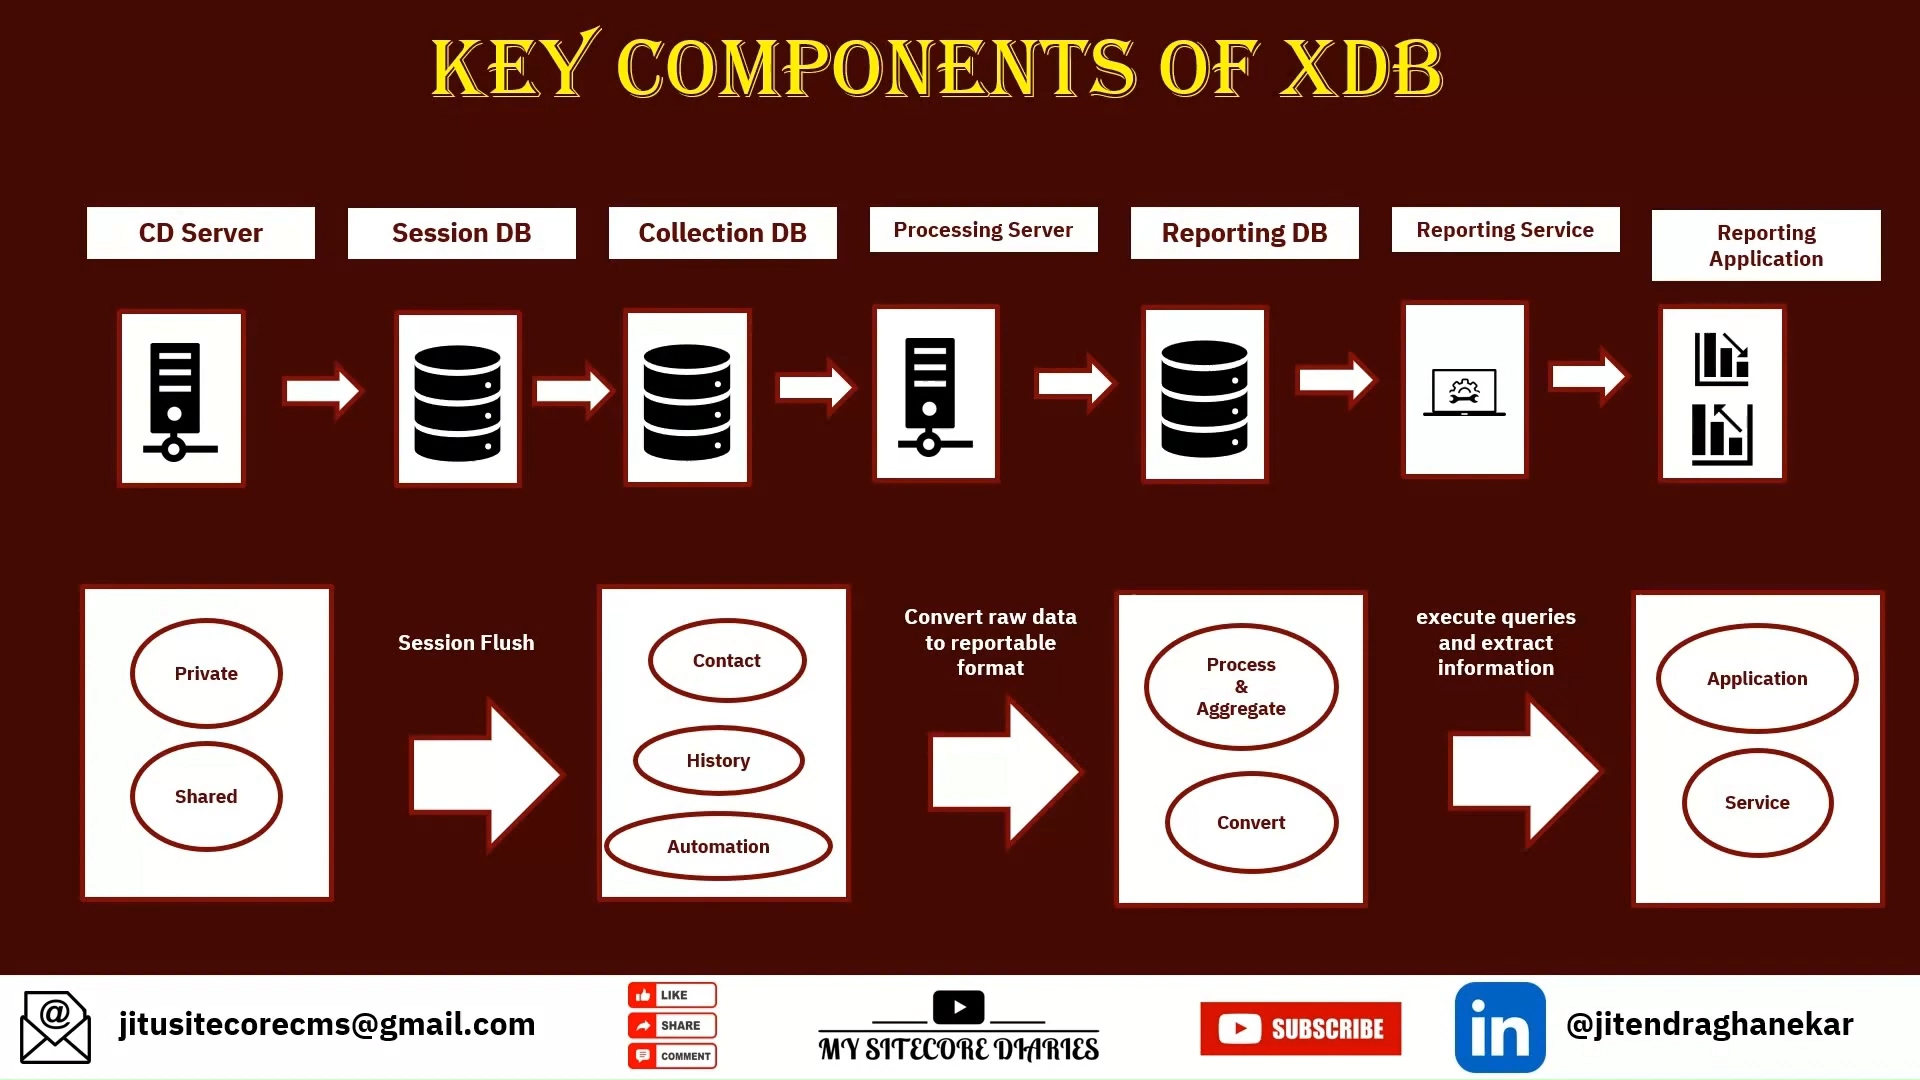 KEY COMPONENTS OF XDB
CD Server
Session DB
Collection DB
Processing Server
Reporting DB
Reporting Service
Reporting
Application
Private
Shared
Session Flush
Contact
History
Automation
Convert raw data
to reportable
format
Process
&
Aggregate
Convert
execute queries
and extract
information
Application
Service
@
jitusitecorecms@gmail.com
LIKE
SHARE
COMMENT
MY SITECORE DIARIES
SUBSCRIBE
in
@jitendraghanekar